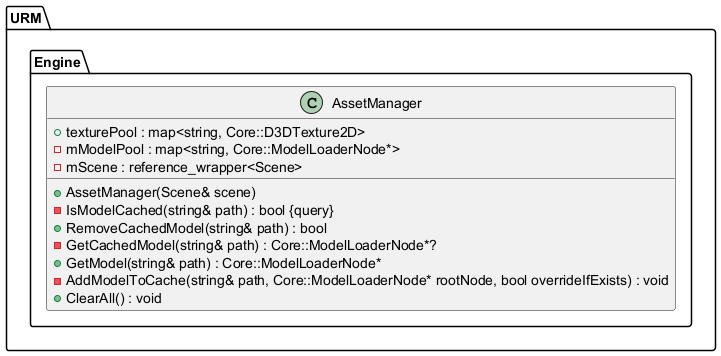 URM
Engine
C AssetManager
texturePool : map<string, Core::D3DTexture2D>
mModelPool : map<string, Core::ModelLoaderNode*>
mScene : reference_wrapper<Scene>
AssetManager(Scene& scene)
IsModelCached(string& path) : bool {query}
RemoveCachedModel(string& path) : bool
GetCachedModel(string& path) : Core::ModelLoaderNode*?
GetModel(string& path) : Core::ModelLoaderNode*
AddModelToCache(string& path, Core::ModelLoaderNode* rootNode, bool overrideIfExists) : void
ClearAll() : void